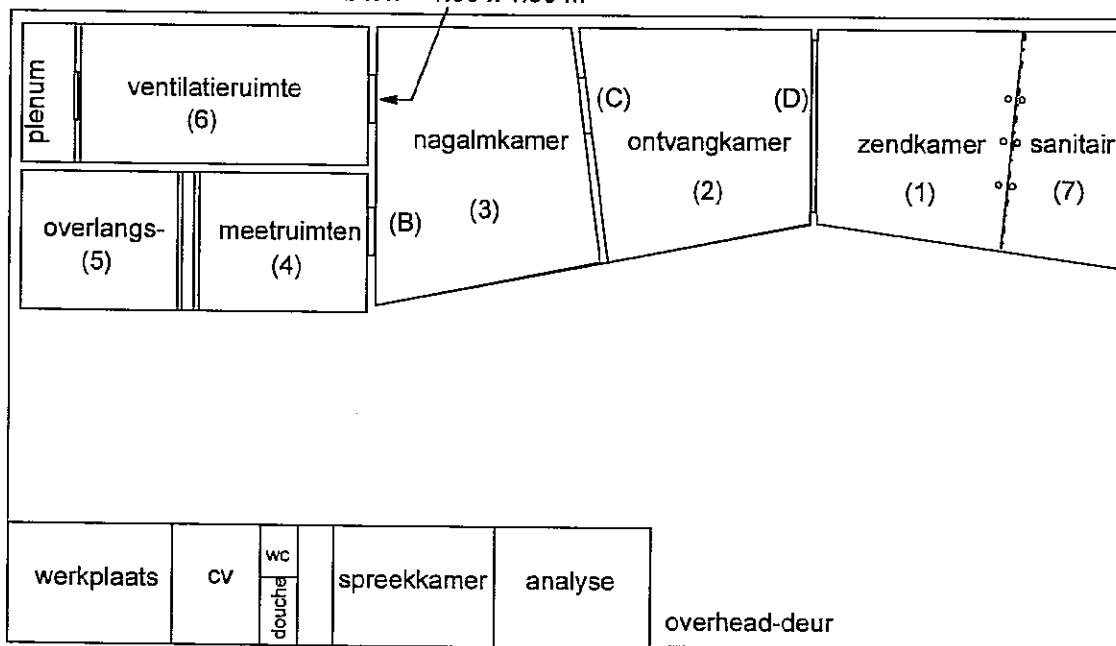 plenum
ventilatieruimte
(6)
nagalmkamer
(3)
(C)
ontvangkamer
(2)
(D)
zendkamer
(1)
sanitair
(7)
overlangs-
(5)
meetruimten
(4)
(B)
werkplaats
cv
wc
douche
spreekkamer
analyse
overhead-deur